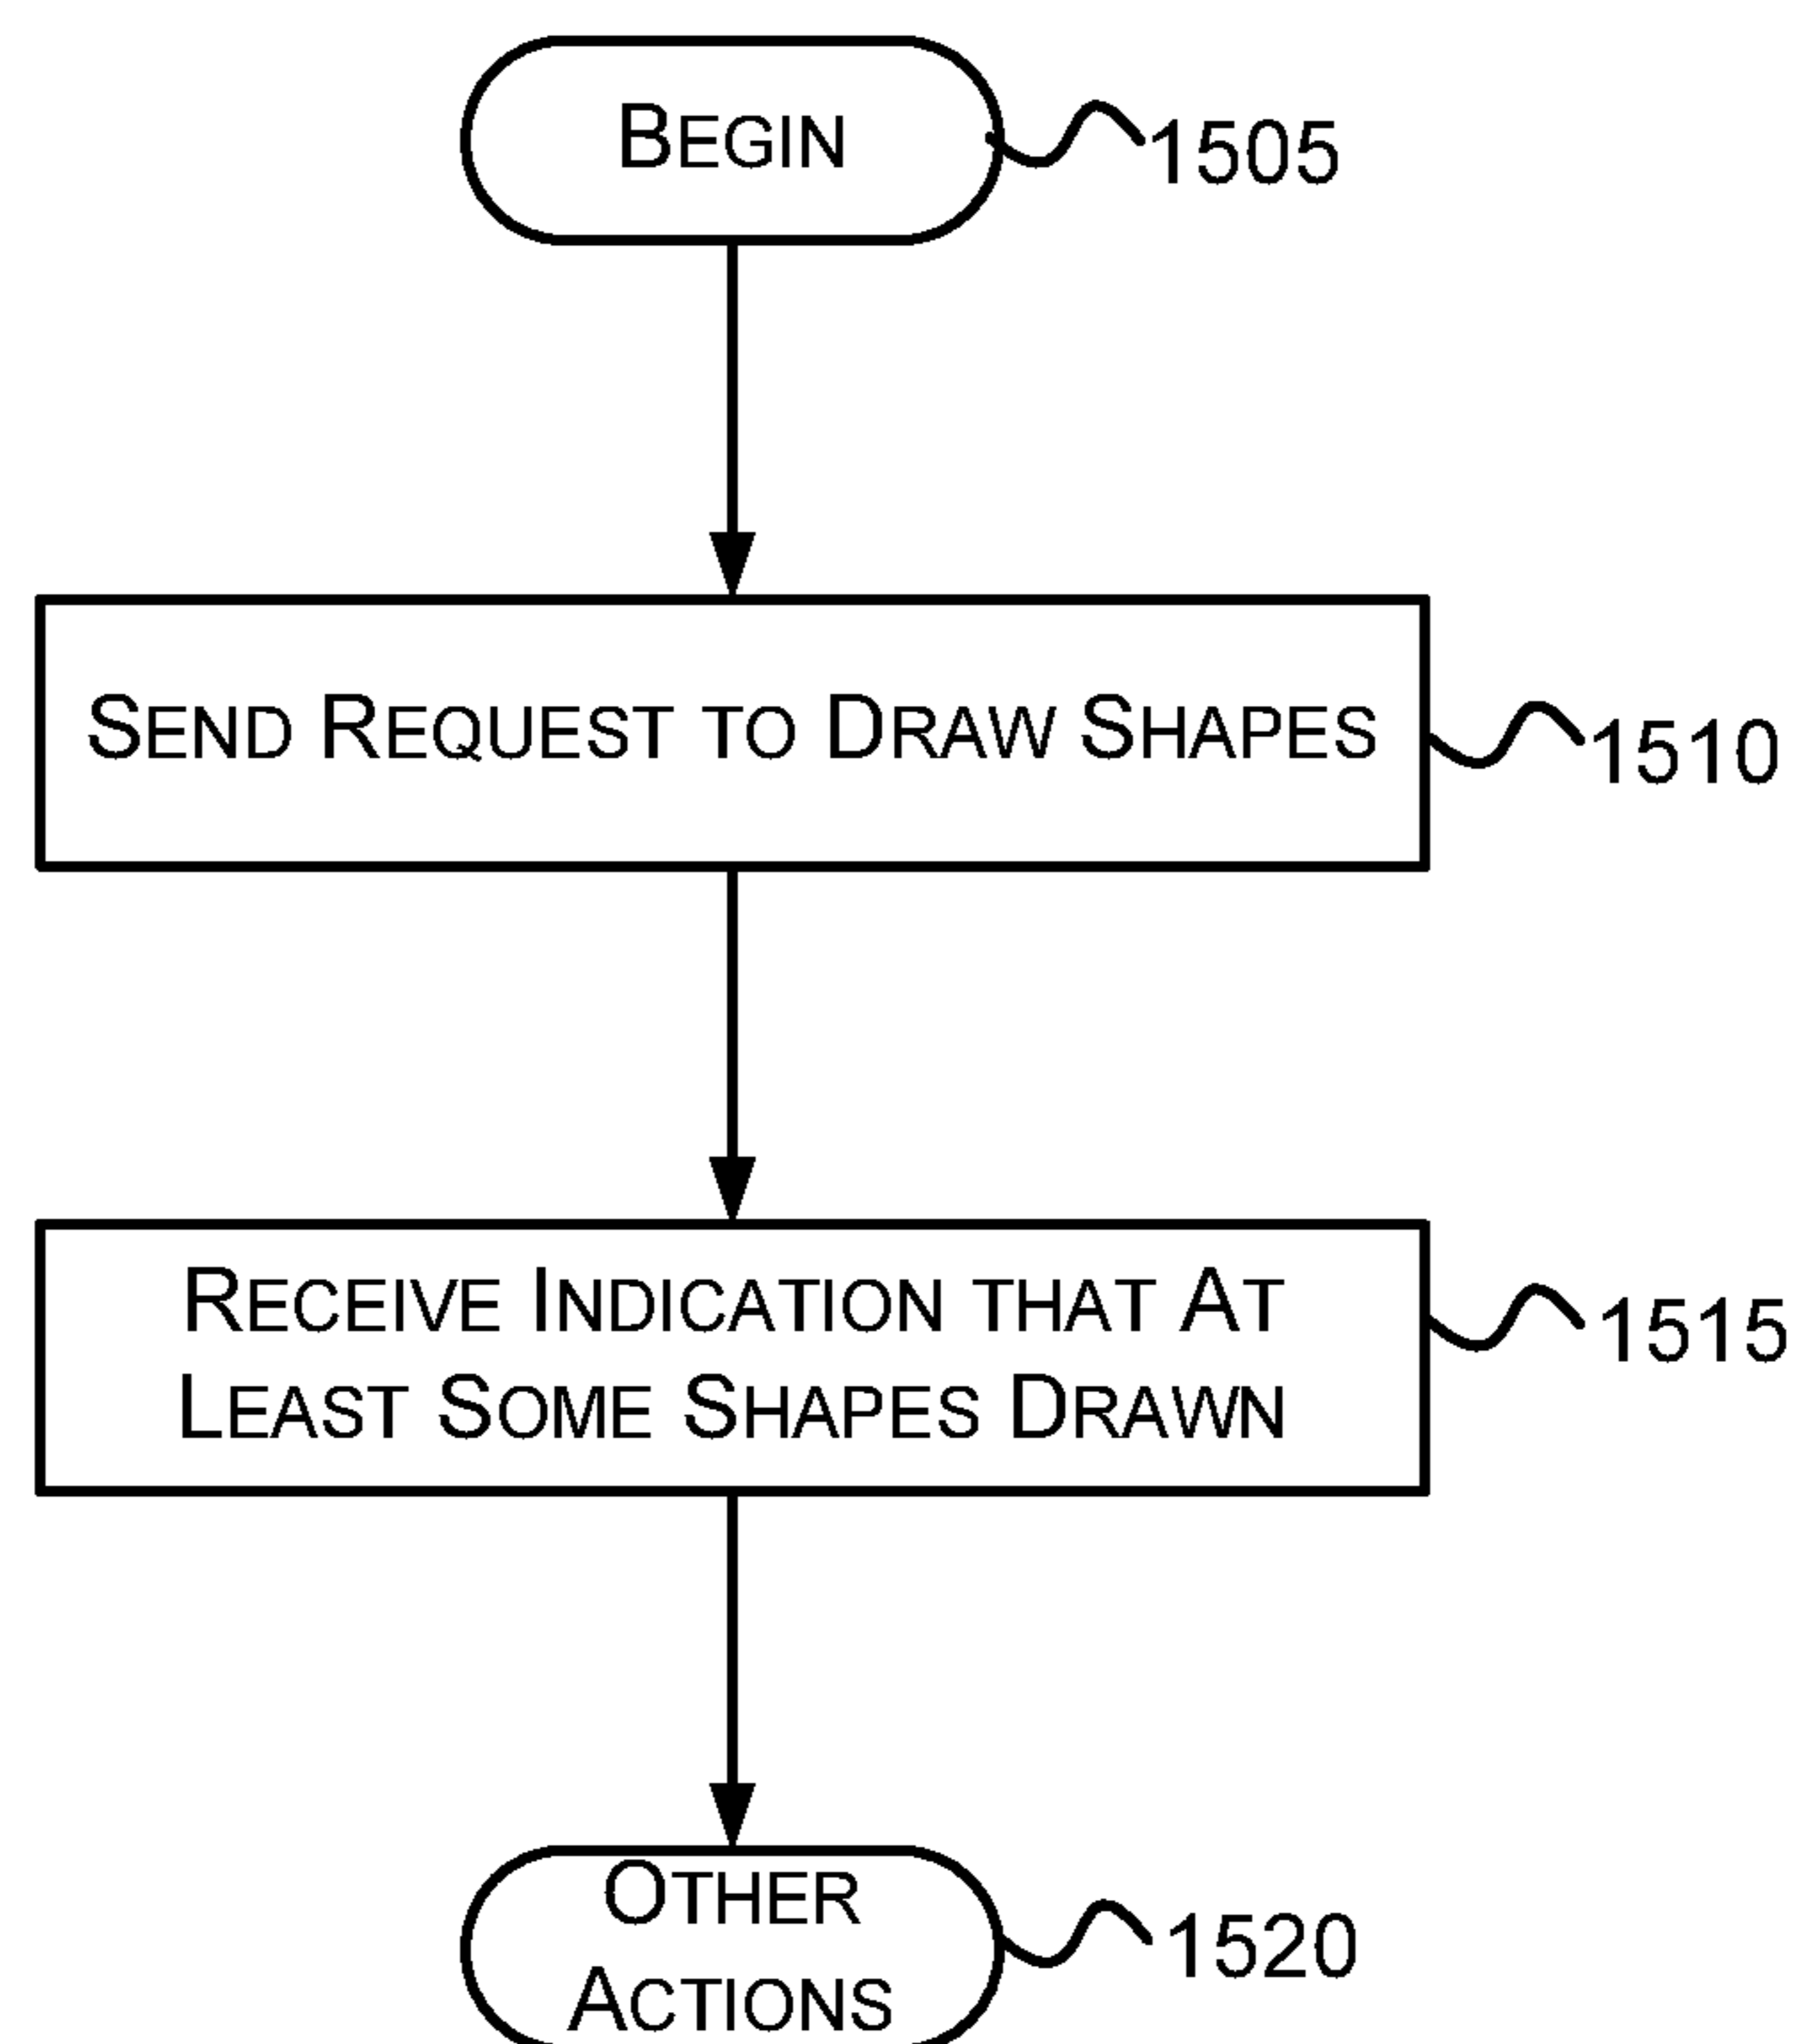 BEGIN
1505
SEND REQUEST TO DRAW SHAPES
1510
RECEIVE INDICATION THAT AT
LEAST SOME SHAPES DRAWN
1515
OTHER
ACTIONS
1520